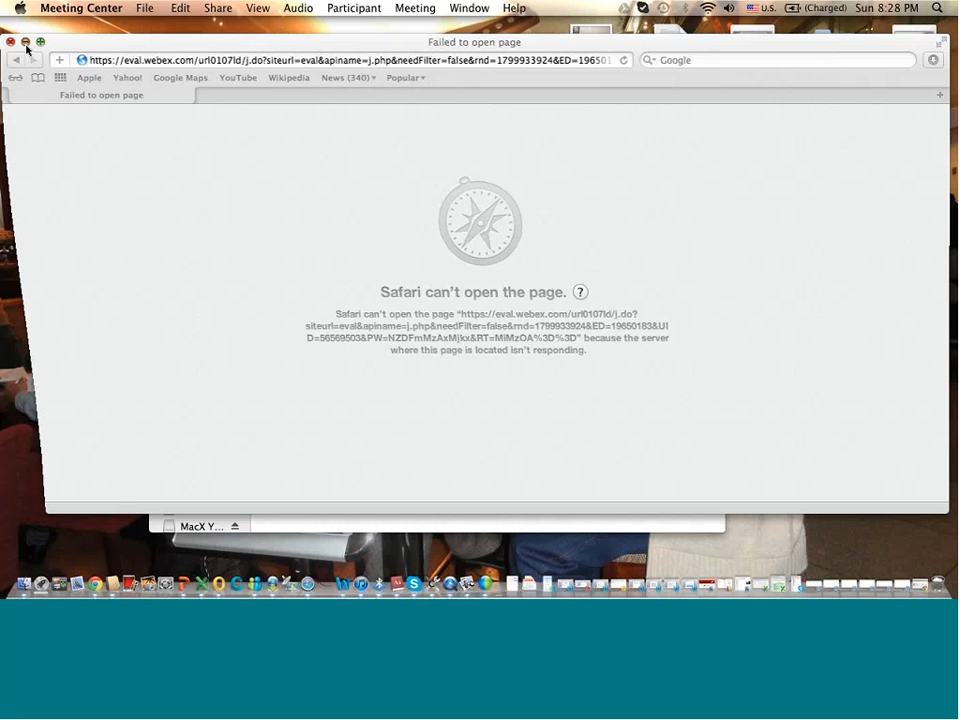 Meeting Center File Edit Share View Audio Participant Meeting Window Help U.S. (Charged) Sun 8:28 PM
Failed to open page
https://eval.webex.com/url0107ld/j.do?siteurl=eval&apiname=j.php&needFilter=false&rnd=1799933924&ED=19650 Google
Apple Yahoo! Google Maps YouTube Wikipedia News (340) Popular
Failed to open page
Safari can't open the page. ?
Safari can't open the page "https://eval.webex.com/url0107ld/j.do?
siteurl=eval&apiname=j.php&needFilter=false&rnd=1799933924&ED=19650183&UI
D=56569503&PW=NZDFmMzAxMjkx&RT=MiMzOA%3D%3D" because the server
where this page is located isn't responding.
MacX Y...